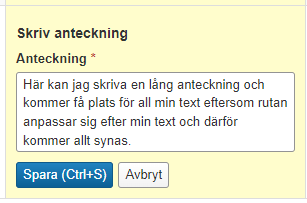 Skriv anteckning
Anteckning *
Här kan jag skriva en lång anteckning och
kommer få plats för all min text eftersom rutan
anpassar sig efter min text och därför
kommer allt synas.
Spara (Ctrl+S) Avbryt